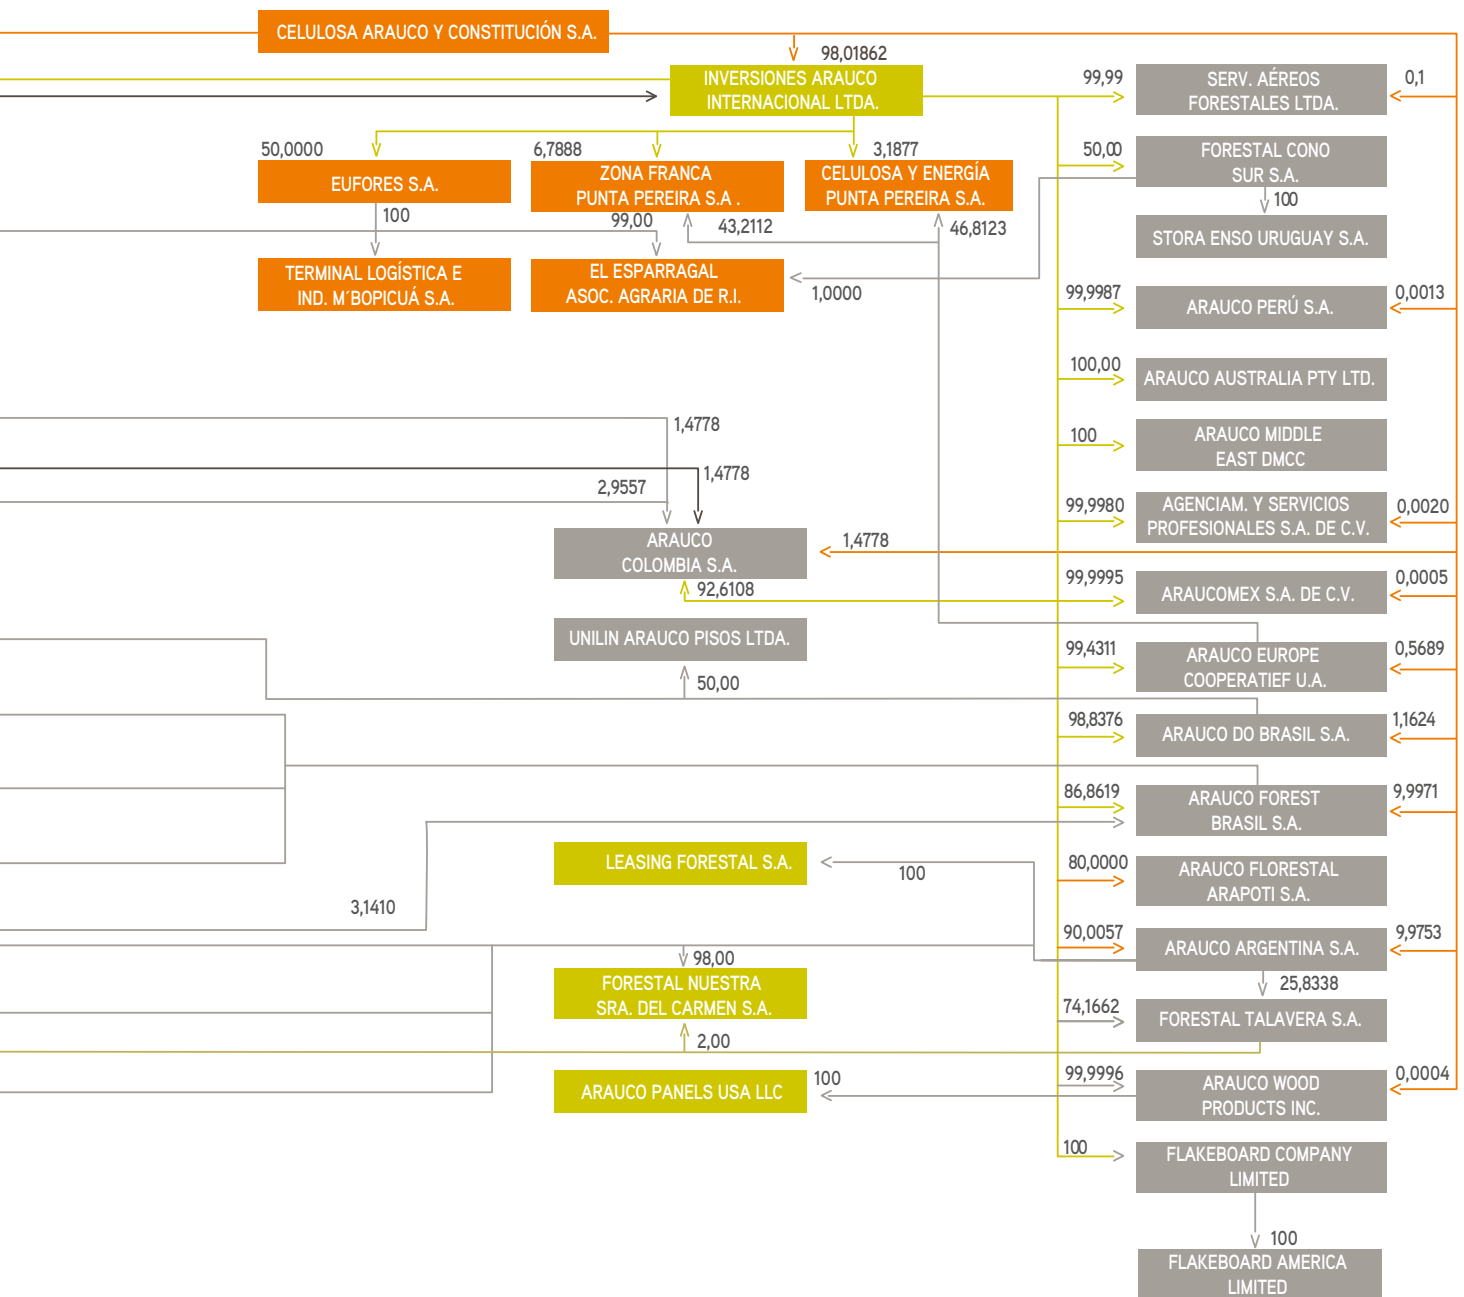 CELULOSA ARAUCO Y CONSTITUCIÓN S.A.
98,01862
INVERSIONES ARAUCO
INTERNACIONAL LTDA.
99,99
SERV. AÉREOS
FORESTALES LTDA.
0,1
50,0000
EUFORES S.A.
6,7888
ZONA FRANCA
PUNTA PEREIRA S.A .
3,1877
CELULOSA Y ENERGÍA
PUNTA PEREIRA S.A.
50,00
FORESTAL CONO
SUR S.A.
100
STORA ENSO URUGUAY S.A.
100
99,00
43,2112
46,8123
TERMINAL LOGÍSTICA E
IND. M´BOPICUÁ S.A.
EL ESPARRAGAL
ASOC. AGRARIA DE R.I.
1,0000
99,9987
ARAUCO PERÚ S.A.
0,0013
100,00
ARAUCO AUSTRALIA PTY LTD.
100
ARAUCO MIDDLE
EAST DMCC
1,4778
1,4778
2,9557
99,9980
AGENCIAM. Y SERVICIOS
PROFESIONALES S.A. DE C.V.
0,0020
ARAUCO
COLOMBIA S.A.
1,4778
92,6108
99,9995
ARAUCOMEX S.A. DE C.V.
0,0005
UNILIN ARAUCO PISOS LTDA.
50,00
99,4311
ARAUCO EUROPE
COOPERATIEF U.A.
0,5689
98,8376
ARAUCO DO BRASIL S.A.
1,1624
86,8619
ARAUCO FOREST
BRASIL S.A.
9,9971
LEASING FORESTAL S.A.
100
80,0000
ARAUCO FLORESTAL
ARAPOTI S.A.
3,1410
90,0057
ARAUCO ARGENTINA S.A.
9,9753
98,00
FORESTAL NUESTRA
SRA. DEL CARMEN S.A.
2,00
25,8338
74,1662
FORESTAL TALAVERA S.A.
ARAUCO PANELS USA LLC
100
99,9996
ARAUCO WOOD
PRODUCTS INC.
0,0004
100
FLAKEBOARD COMPANY
LIMITED
100
FLAKEBOARD AMERICA
LIMITED